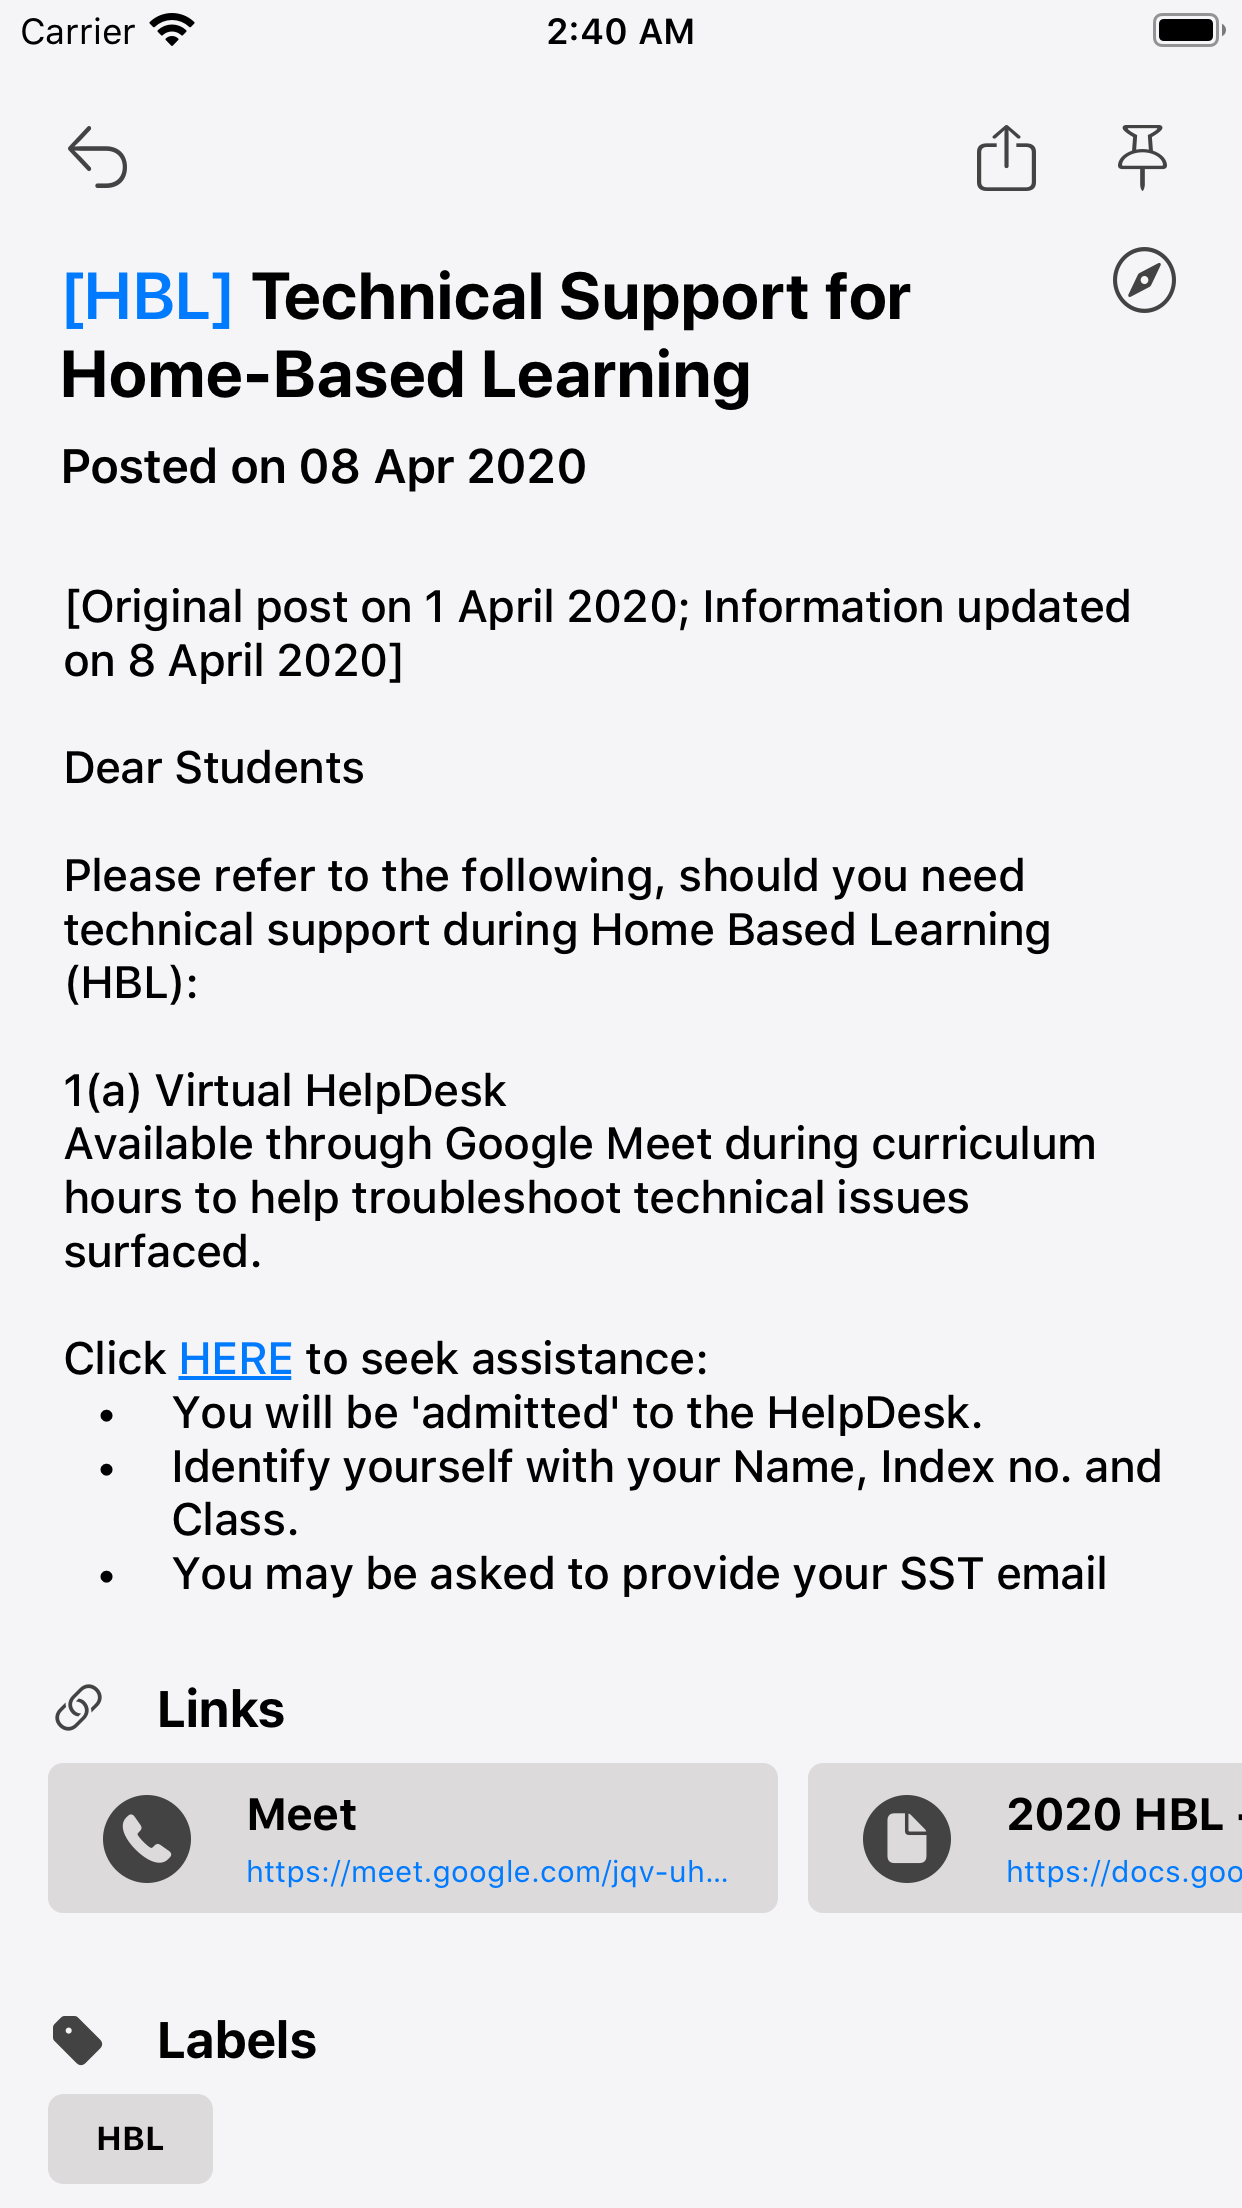 Carrier
2:40 AM
[HBL] Technical Support for
Home-Based Learning
Posted on 08 Apr 2020
[Original post on 1 April 2020; Information updated
on 8 April 2020]
Dear Students
Please refer to the following, should you need
technical support during Home Based Learning
(HBL):
1(a) Virtual HelpDesk
Available through Google Meet during curriculum
hours to help troubleshoot technical issues
surfaced.
Click HERE to seek assistance:
• You will be 'admitted' to the HelpDesk.
• Identify yourself with your Name, Index no. and
Class.
• You may be asked to provide your SST email
Links
Meet
https://meet.google.com/jqv-uh...
2020 HBL -
https://docs.goo
Labels
HBL